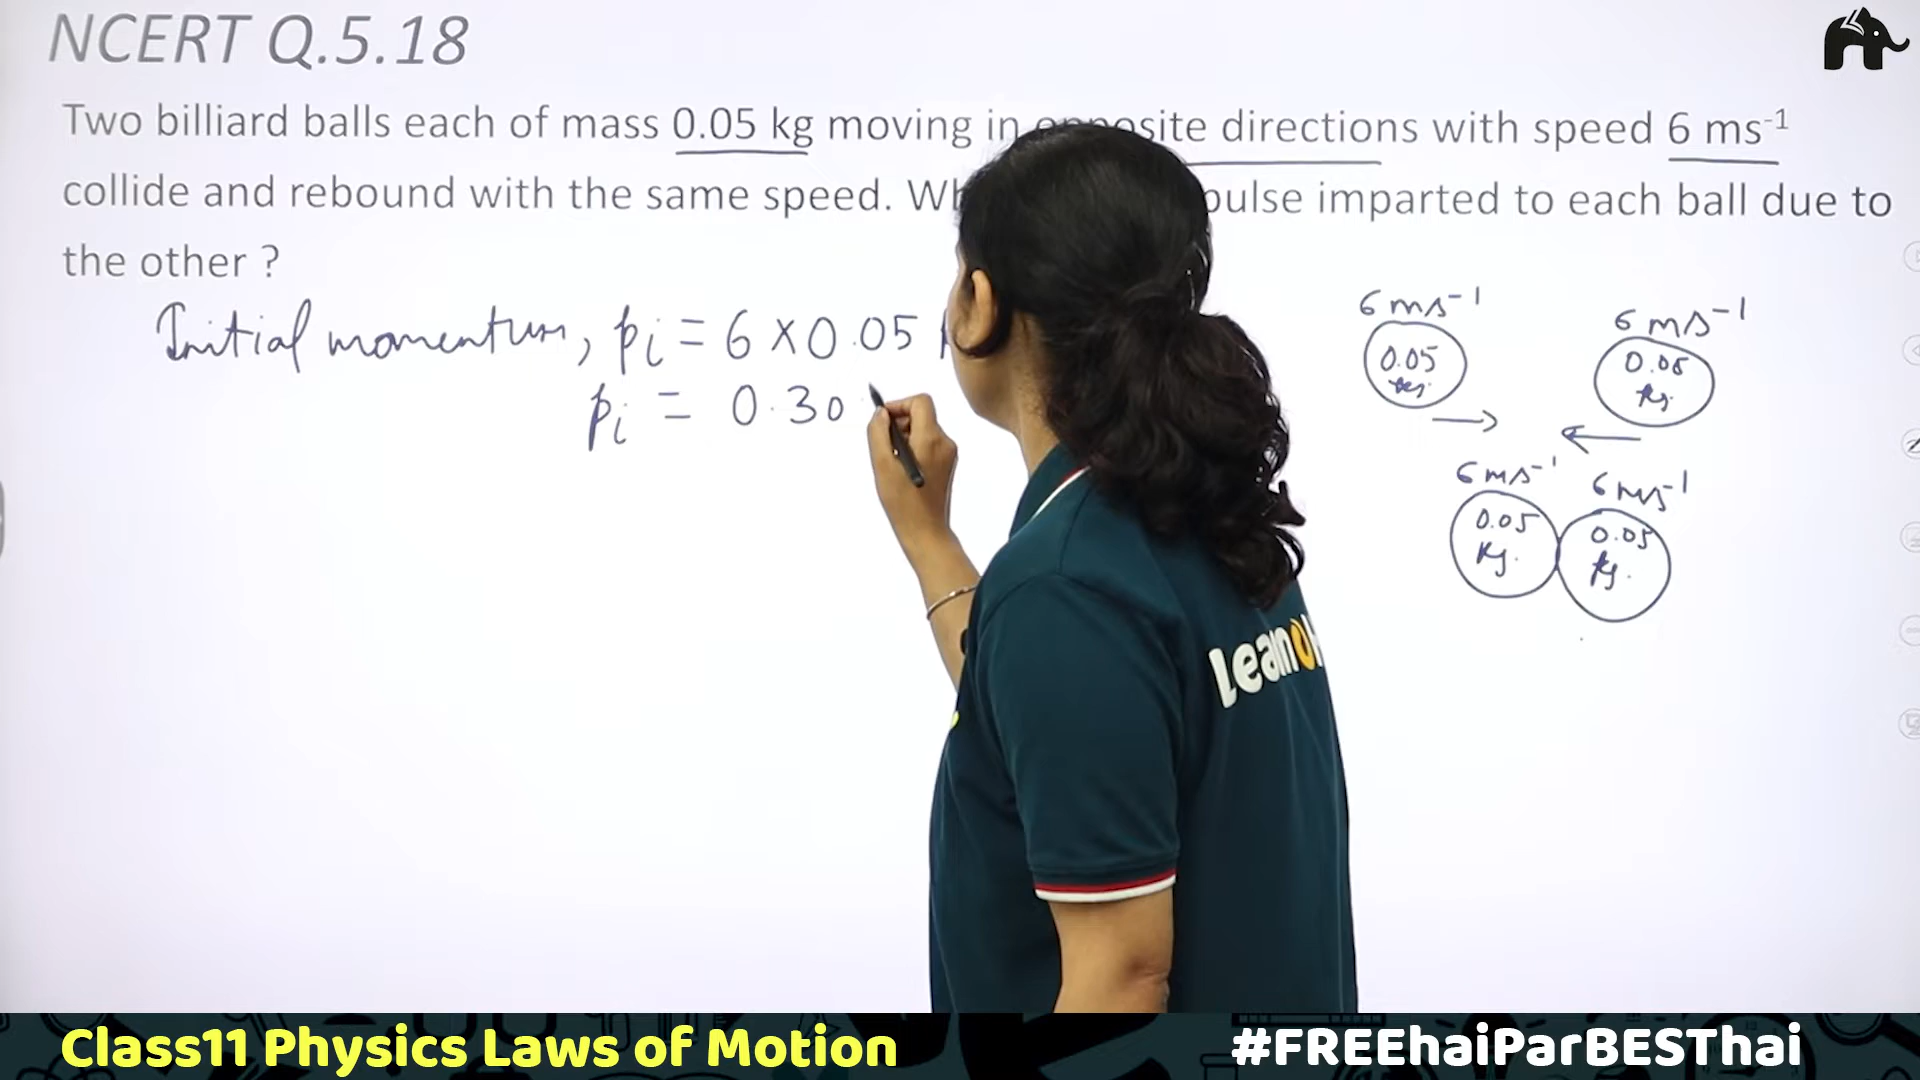 NCERT Q.5.18
Two billiard balls each of mass 0.05 kg moving in opposite directions with speed 6 ms⁻¹
collide and rebound with the same speed. pulse imparted to each ball due to
the other ?
Initial momentum, pi = 6 × 0.05
pi = 0.30
6 ms⁻¹
0.05
kg.
6 ms⁻¹
0.05
kg.
6 ms⁻¹
0.05
Kg.
6 ms⁻¹
0.05
kg.
Learn
Class11 Physics Laws of Motion
#FREEhaiParBESThai